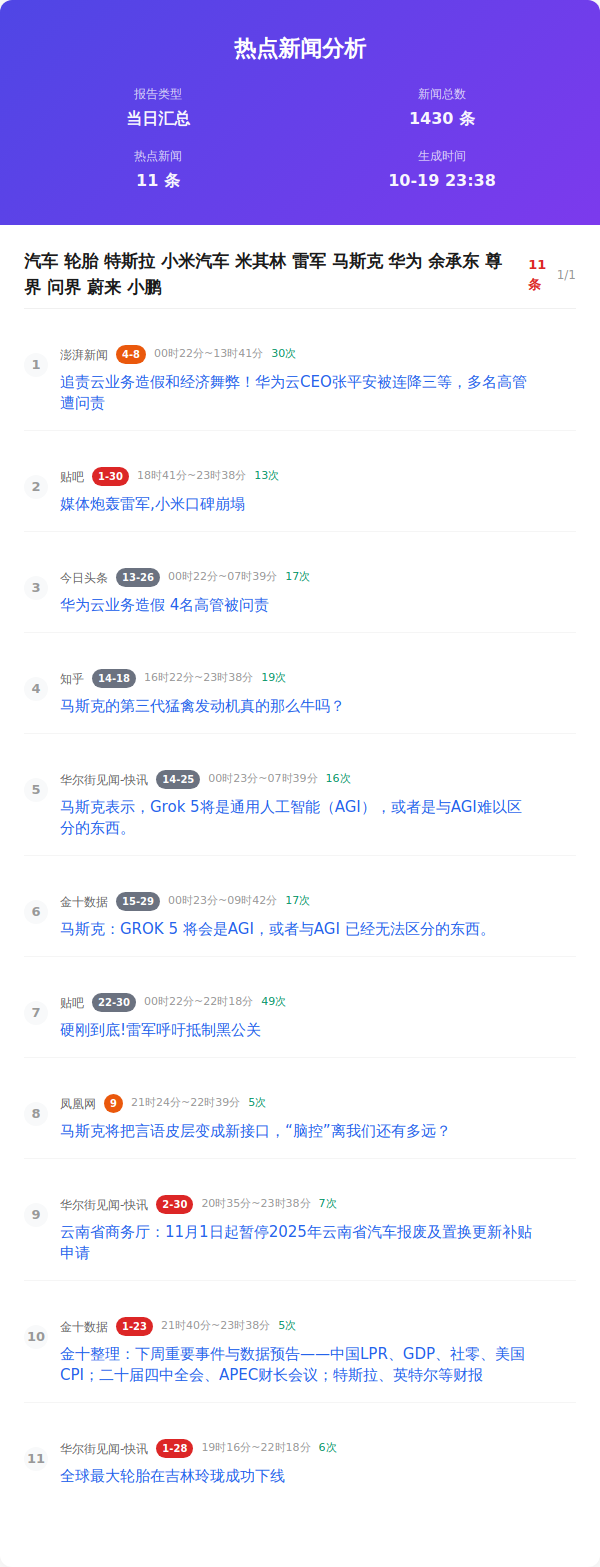 热点新闻分析
报告类型
当日汇总
新闻总数
1430 条
热点新闻
11 条
生成时间
10-19 23:38
汽车 轮胎 特斯拉 小米汽车 米其林 雷军 马斯克 华为 余承东 尊
界 问界 蔚来 小鹏
11
条
1/1
1
澎湃新闻 4-8 00时22分~13时41分 30次
追责云业务造假和经济舞弊！华为云CEO张平安被连降三等，多名高管
遭问责
2
贴吧 1-30 18时41分~23时38分 13次
媒体炮轰雷军,小米口碑崩塌
3
今日头条 13-26 00时22分~07时39分 17次
华为云业务造假 4名高管被问责
4
知乎 14-18 16时22分~23时38分 19次
马斯克的第三代猛禽发动机真的那么牛吗？
5
华尔街见闻-快讯 14-25 00时23分~07时39分 16次
马斯克表示，Grok 5将是通用人工智能（AGI），或者是与AGI难以区
分的东西。
6
金十数据 15-29 00时23分~09时42分 17次
马斯克：GROK 5 将会是AGI，或者与AGI 已经无法区分的东西。
7
贴吧 22-30 00时22分~22时18分 49次
硬刚到底!雷军呼吁抵制黑公关
8
凤凰网 9 21时24分~22时39分 5次
马斯克将把言语皮层变成新接口，“脑控”离我们还有多远？
9
华尔街见闻-快讯 2-30 20时35分~23时38分 7次
云南省商务厅：11月1日起暂停2025年云南省汽车报废及置换更新补贴
申请
10
金十数据 1-23 21时40分~23时38分 5次
金十整理：下周重要事件与数据预告——中国LPR、GDP、社零、美国
CPI；二十届四中全会、APEC财长会议；特斯拉、英特尔等财报
11
华尔街见闻-快讯 1-28 19时16分~22时18分 6次
全球最大轮胎在吉林玲珑成功下线